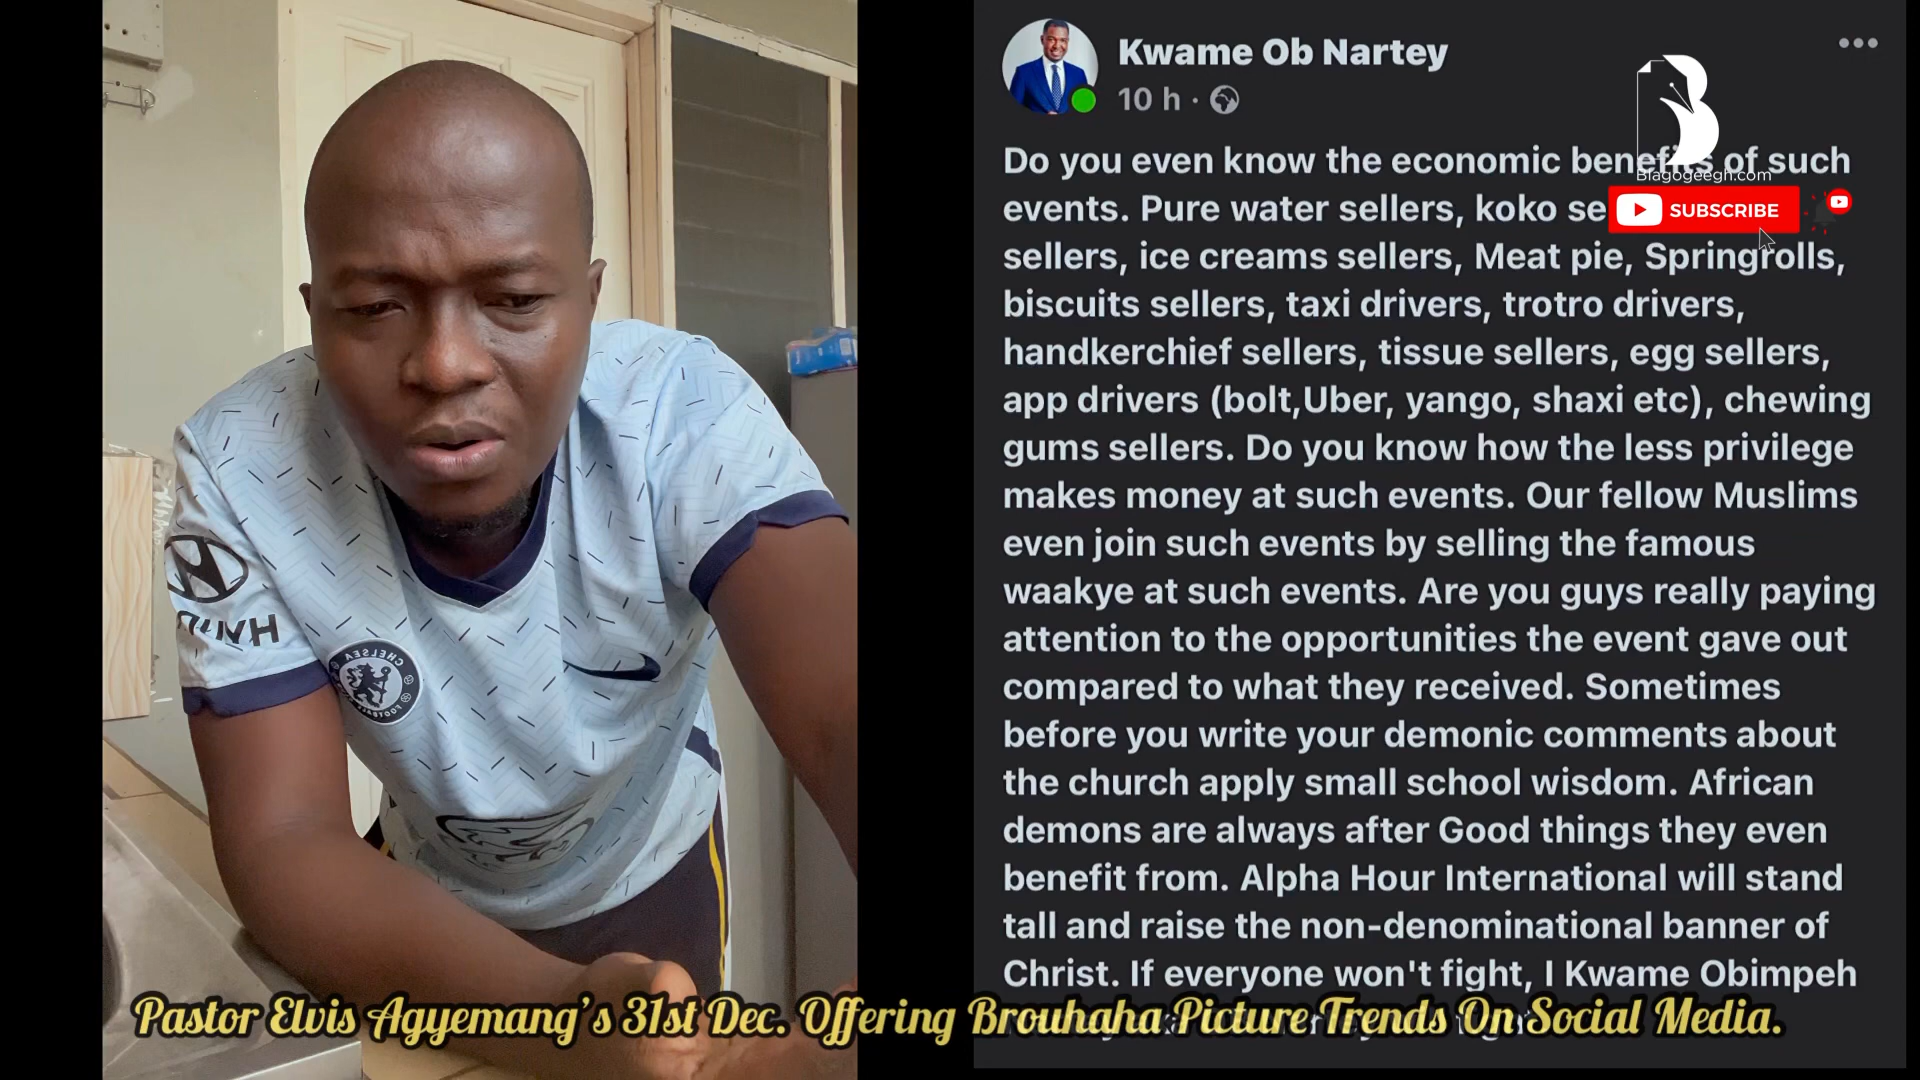 Kwame Ob Nartey
10 h ·
Do you even know the economic benefits of such
events. Pure water sellers, koko se
sellers, ice creams sellers, Meat pie, Springrolls,
biscuits sellers, taxi drivers, trotro drivers,
handkerchief sellers, tissue sellers, egg sellers,
app drivers (bolt,Uber, yango, shaxi etc), chewing
gums sellers. Do you know how the less privilege
makes money at such events. Our fellow Muslims
even join such events by selling the famous
waakye at such events. Are you guys really paying
attention to the opportunities the event gave out
compared to what they received. Sometimes
before you write your demonic comments about
the church apply small school wisdom. African
demons are always after Good things they even
benefit from. Alpha Hour International will stand
tall and raise the non-denominational banner of
Christ. If everyone won't fight, I Kwame Obimpeh
Blagogeegh.com
SUBSCRIBE
CHELSEA
FOOTBALL
Pastor Elvis Agyemang's 31st Dec. Offering Brouhaha Picture Trends On Social Media.